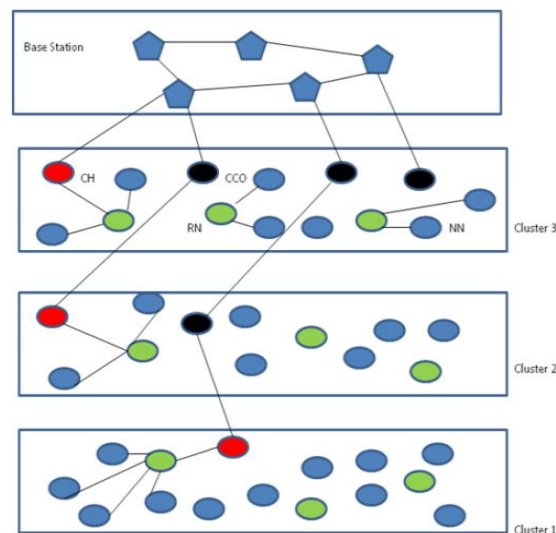 Base Station
CH
CCO
RN
NN
Cluster 3
Cluster 2
Cluster 1